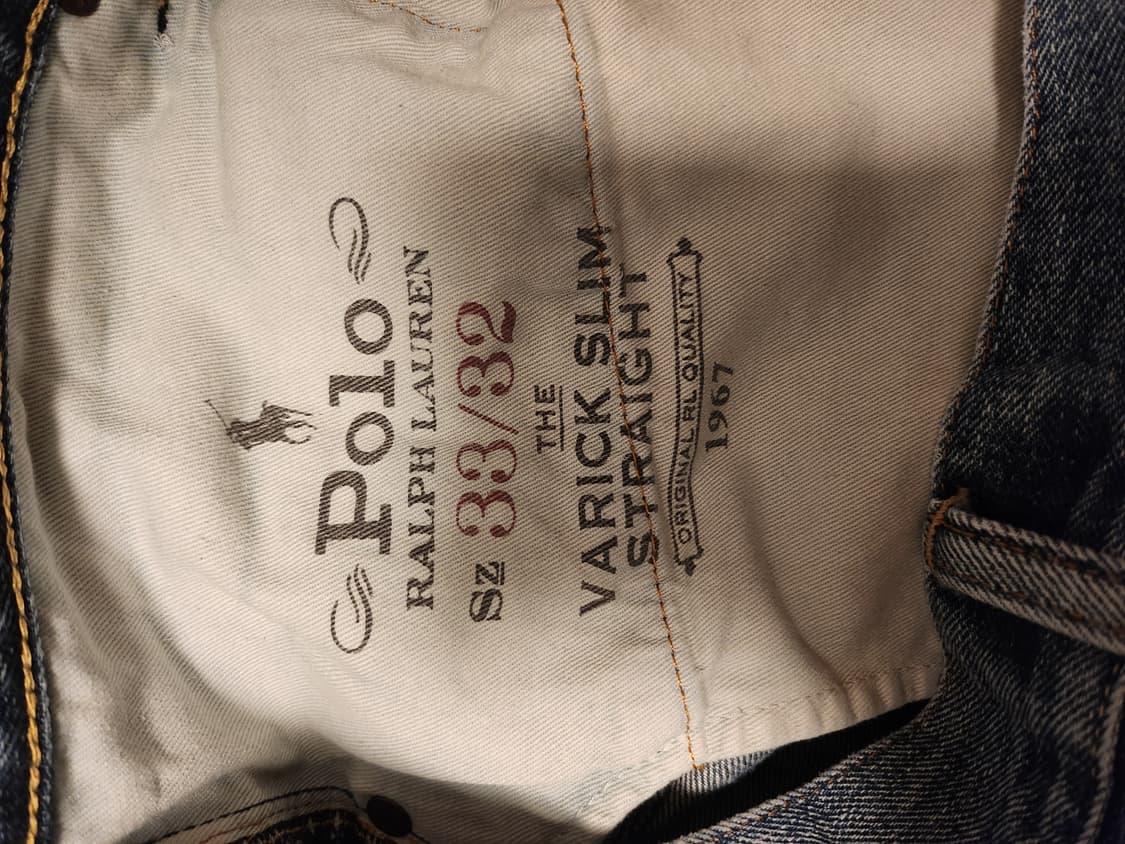 Polo
RALPH LAUREN
Sz 33/32
THE
VARICK SLIM
STRAIGHT
ORIGINAL RL QUALITY
1967